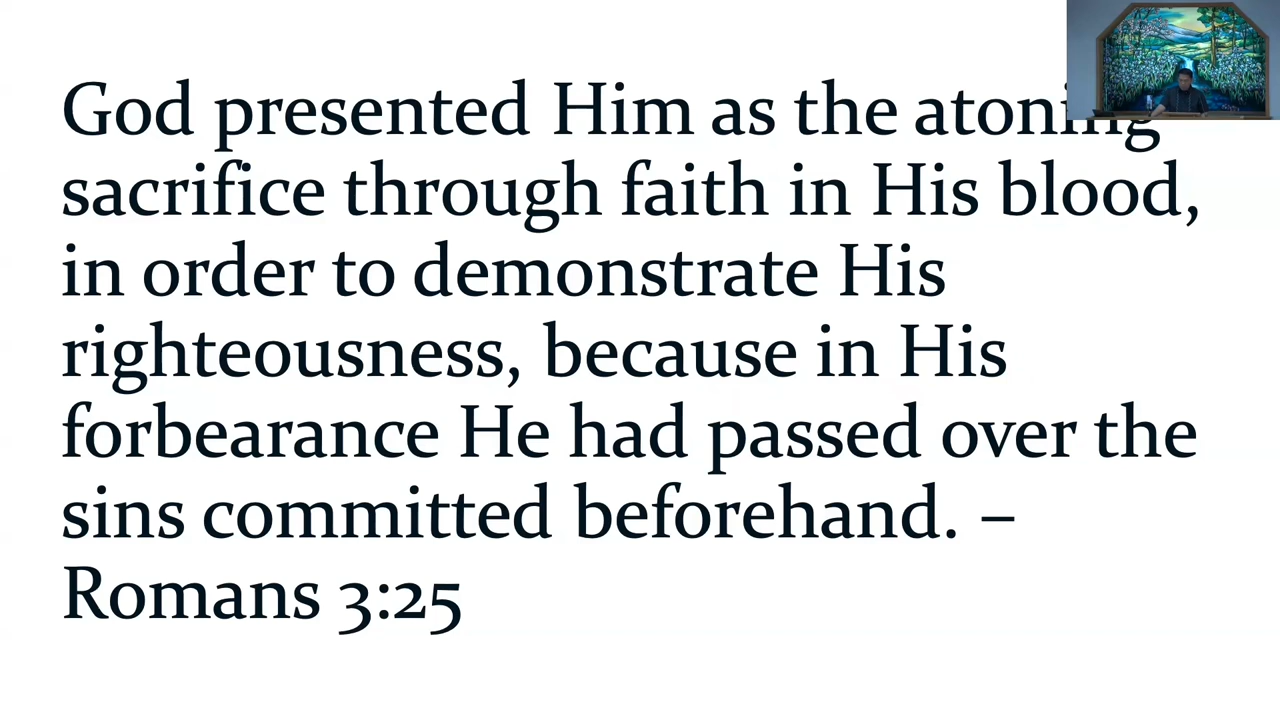 God presented Him as the atoning
sacrifice through faith in His blood,
in order to demonstrate His
righteousness, because in His
forbearance He had passed over the
sins committed beforehand. –
Romans 3:25